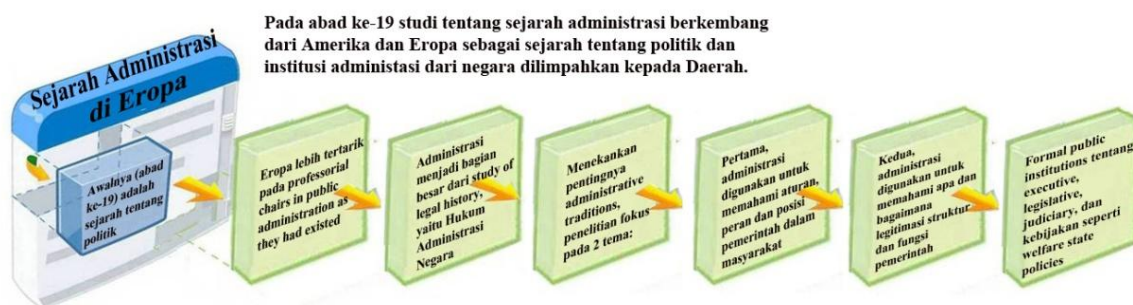 Pada abad ke-19 studi tentang sejarah administrasi berkembang
dari Amerika dan Eropa sebagai sejarah tentang politik dan
institusi administasi dari negara dilimpahkan kepada Daerah.
Sejarah Administrasi
di Eropa
Awalnya (abad
ke-19) adalah
sejarah tentang
politik
Eropa lebih tertarik
pada professorial
chairs in public
administration as
they had existed
Administrasi
menjadi bagian
besar dari study of
legal history,
yaitu Hukum
Administrasi
Negara
Menekankan
pentingnya
administrative
traditions,
penelitian fokus
pada 2 tema:
Pertama,
administrasi
digunakan untuk
memahami aturan,
peran dan posisi
pemerintah dalam
masyarakat
Kedua,
administrasi
digunakan untuk
memahami apa dan
bagaimana
legitimasi struktur
dan fungsi
pemerintah
Formal public
institutions tentang
executive,
legislative,
judiciary, dan
kebijakan seperti
welfare state
policies